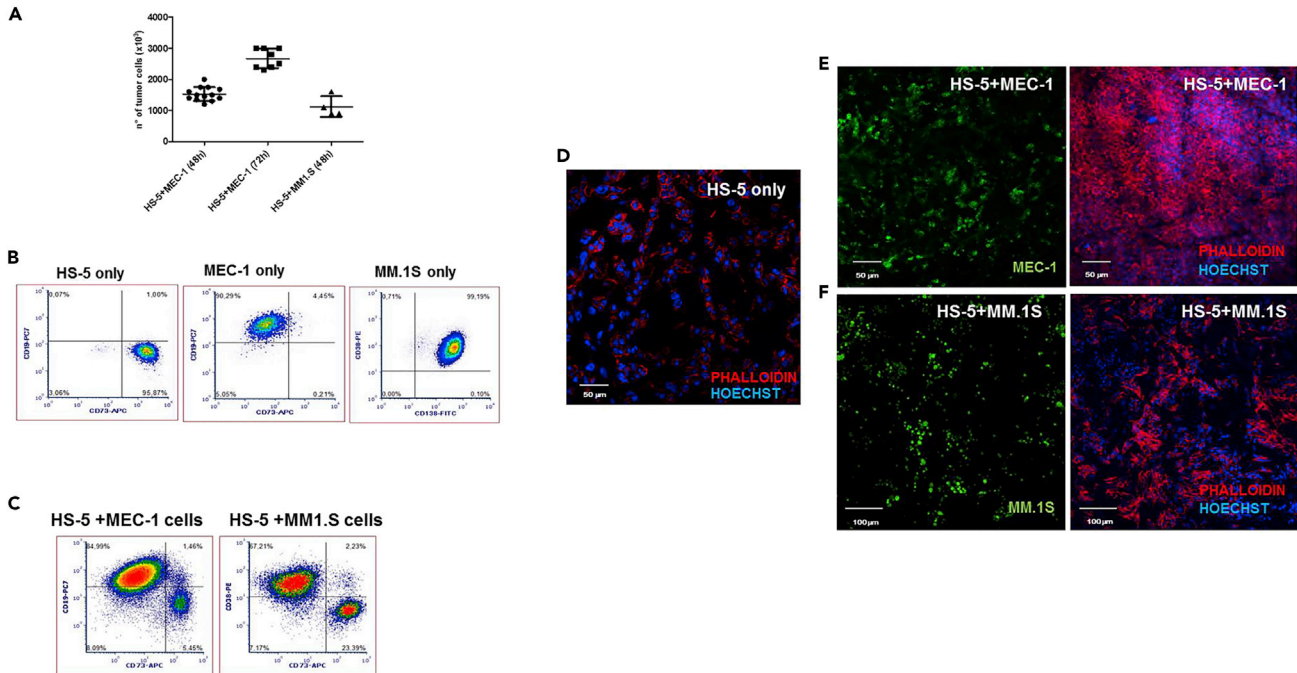 A
4000
3000
2000
1000
0
n° of tumor cells (x10³)
HS-5+MEC-1 (48h)
HS-5+MEC-1 (72h)
HS-5+MM1.S (48h)
B
HS-5 only
MEC-1 only
MM.1S only
0,07%
1,00%
3.06%
95,87%
CD19-PC7
CD73-APC
90,29%
4,45%
5.05%
0,21%
CD19-PC7
CD73-APC
0,71%
99,19%
0.00%
0,10%
CD38-PE
CD138-FITC
C
HS-5 +MEC-1 cells
HS-5 +MM1.S cells
84,99%
1,46%
8.09%
5,45%
CD19-PC7
CD73-APC
67,21%
2,23%
7.17%
23.39%
CD38-PE
CD73-APC
D
HS-5 only
PHALLOIDIN
HOECHST
50 µm
E
HS-5+MEC-1
MEC-1
50 µm
HS-5+MEC-1
PHALLOIDIN
HOECHST
50 µm
F
HS-5+MM.1S
MM.1S
100µm
HS-5+MM.1S
PHALLOIDIN
HOECHST
100µm